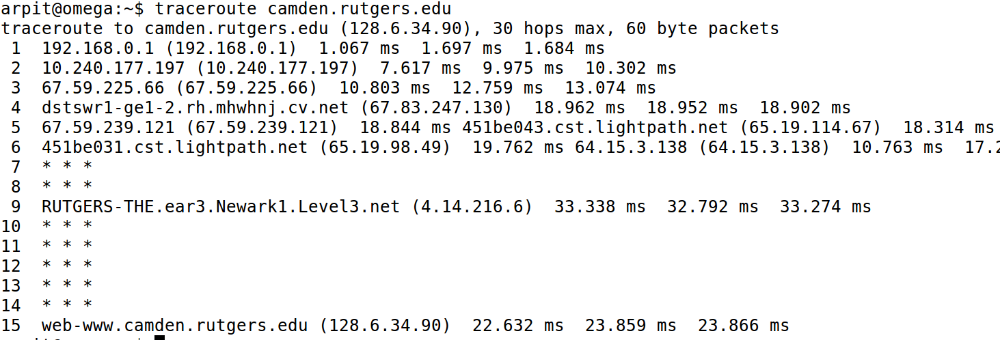 arpit@omega:~$ traceroute camden.rutgers.edu
traceroute to camden.rutgers.edu (128.6.34.90), 30 hops max, 60 byte packets
1 192.168.0.1 (192.168.0.1) 1.067 ms 1.697 ms 1.684 ms
2 10.240.177.197 (10.240.177.197) 7.617 ms 9.975 ms 10.302 ms
3 67.59.225.66 (67.59.225.66) 10.803 ms 12.759 ms 13.074 ms
4 dstswr1-ge1-2.rh.mhwhnj.cv.net (67.83.247.130) 18.962 ms 18.952 ms 18.902 ms
5 67.59.239.121 (67.59.239.121) 18.844 ms 451be043.cst.lightpath.net (65.19.114.67) 18.314 ms
6 451be031.cst.lightpath.net (65.19.98.49) 19.762 ms 64.15.3.138 (64.15.3.138) 10.763 ms
7 * * *
8 * * *
9 RUTGERS-THE.ear3.Newark1.Level3.net (4.14.216.6) 33.338 ms 32.792 ms 33.274 ms
10 * * *
11 * * *
12 * * *
13 * * *
14 * * *
15 web-www.camden.rutgers.edu (128.6.34.90) 22.632 ms 23.859 ms 23.866 ms